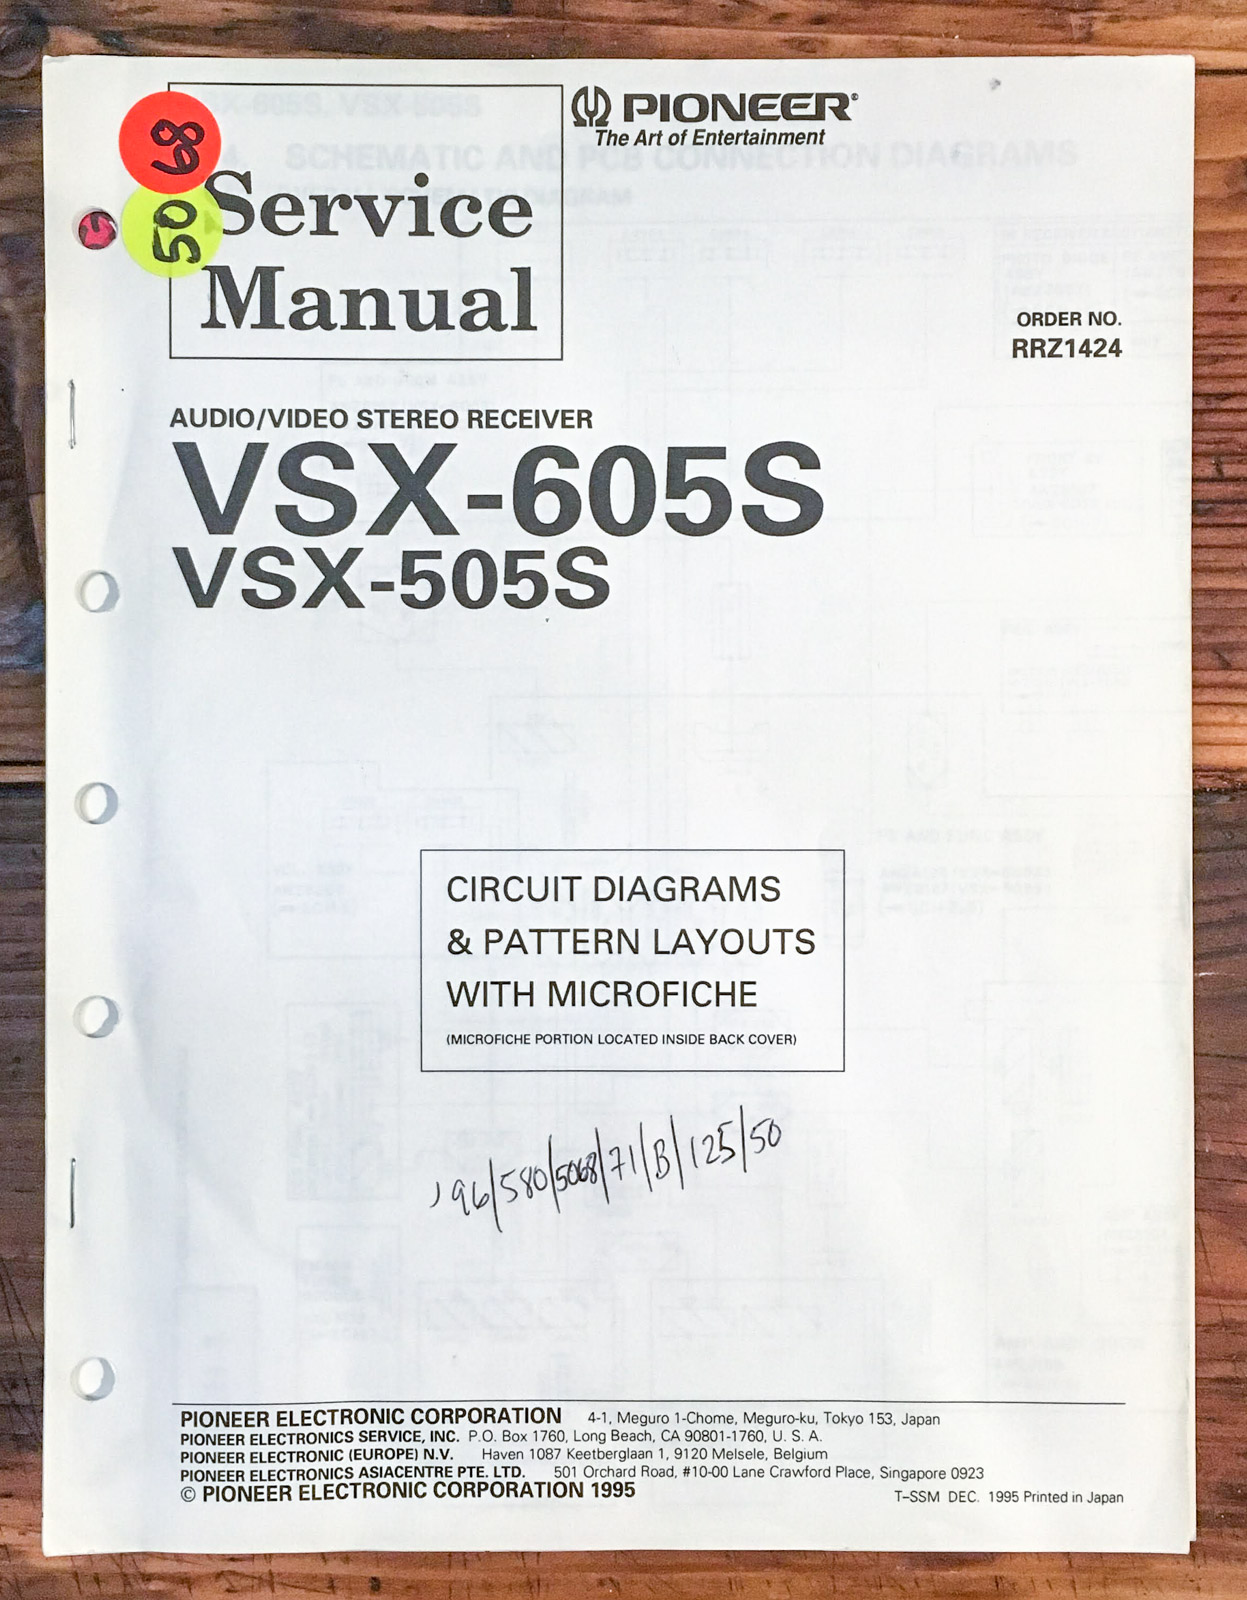 PIONEER®
The Art of Entertainment
68
50
Service
Manual
ORDER NO.
RRZ1424
AUDIO/VIDEO STEREO RECEIVER
VSX-605S
VSX-505S
CIRCUIT DIAGRAMS
& PATTERN LAYOUTS
WITH MICROFICHE
(MICROFICHE PORTION LOCATED INSIDE BACK COVER)
'96/580/5068/71/B/125/50
PIONEER ELECTRONIC CORPORATION 4-1, Meguro 1-Chome, Meguro-ku, Tokyo 153, Japan
PIONEER ELECTRONICS SERVICE, INC. P.O. Box 1760, Long Beach, CA 90801-1760, U. S. A.
PIONEER ELECTRONIC (EUROPE) N.V. Haven 1087 Keetberglaan 1, 9120 Melsele, Belgium
PIONEER ELECTRONICS ASIACENTRE PTE. LTD. 501 Orchard Road, #10-00 Lane Crawford Place, Singapore 0923
© PIONEER ELECTRONIC CORPORATION 1995
T-SSM DEC. 1995 Printed in Japan